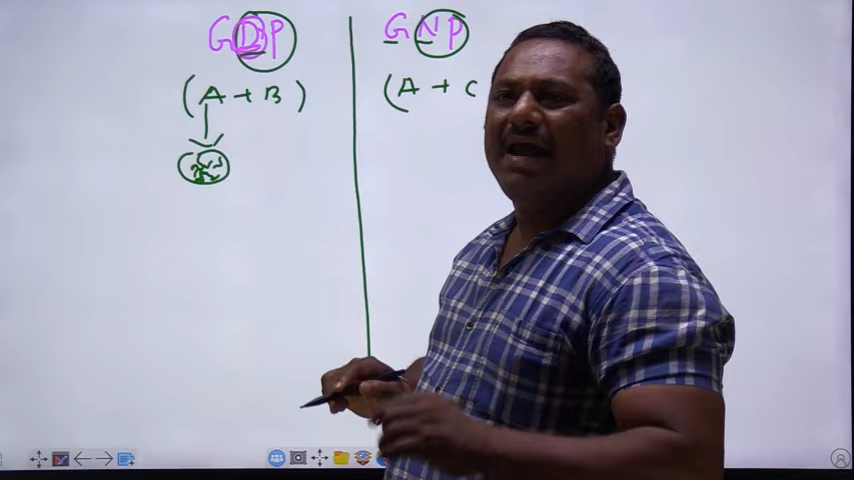 GDP
GNP
(A + B)
(A + C